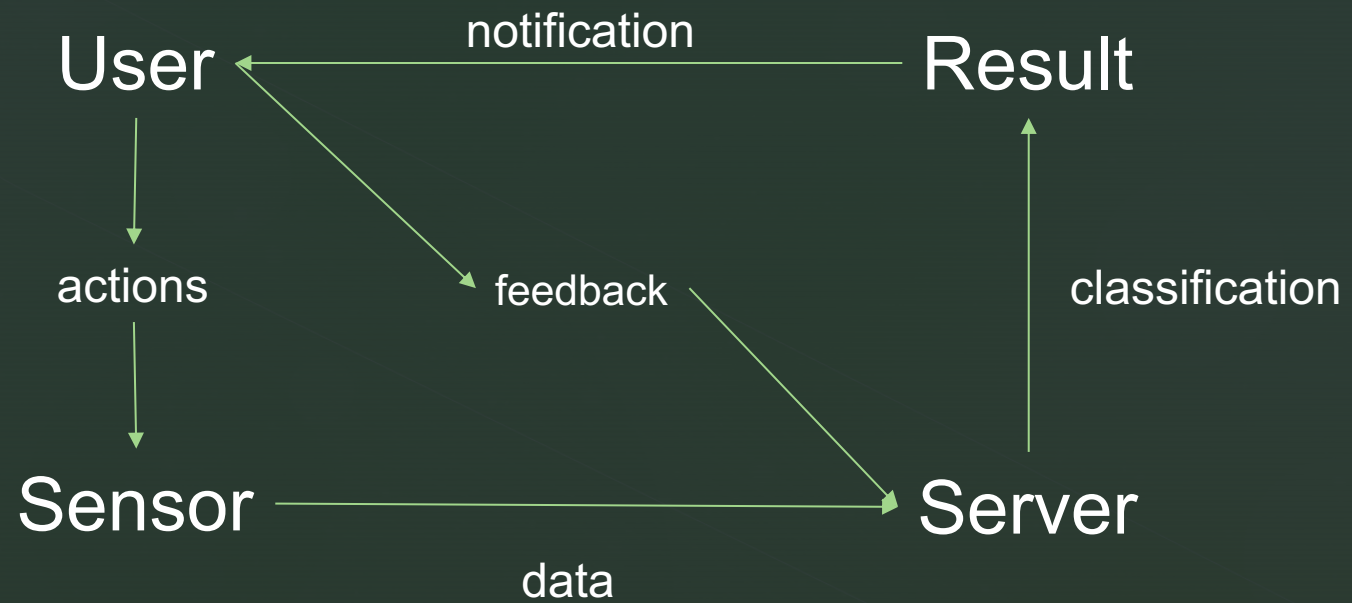 notification
User
Result
actions
feedback
classification
Sensor
Server
data